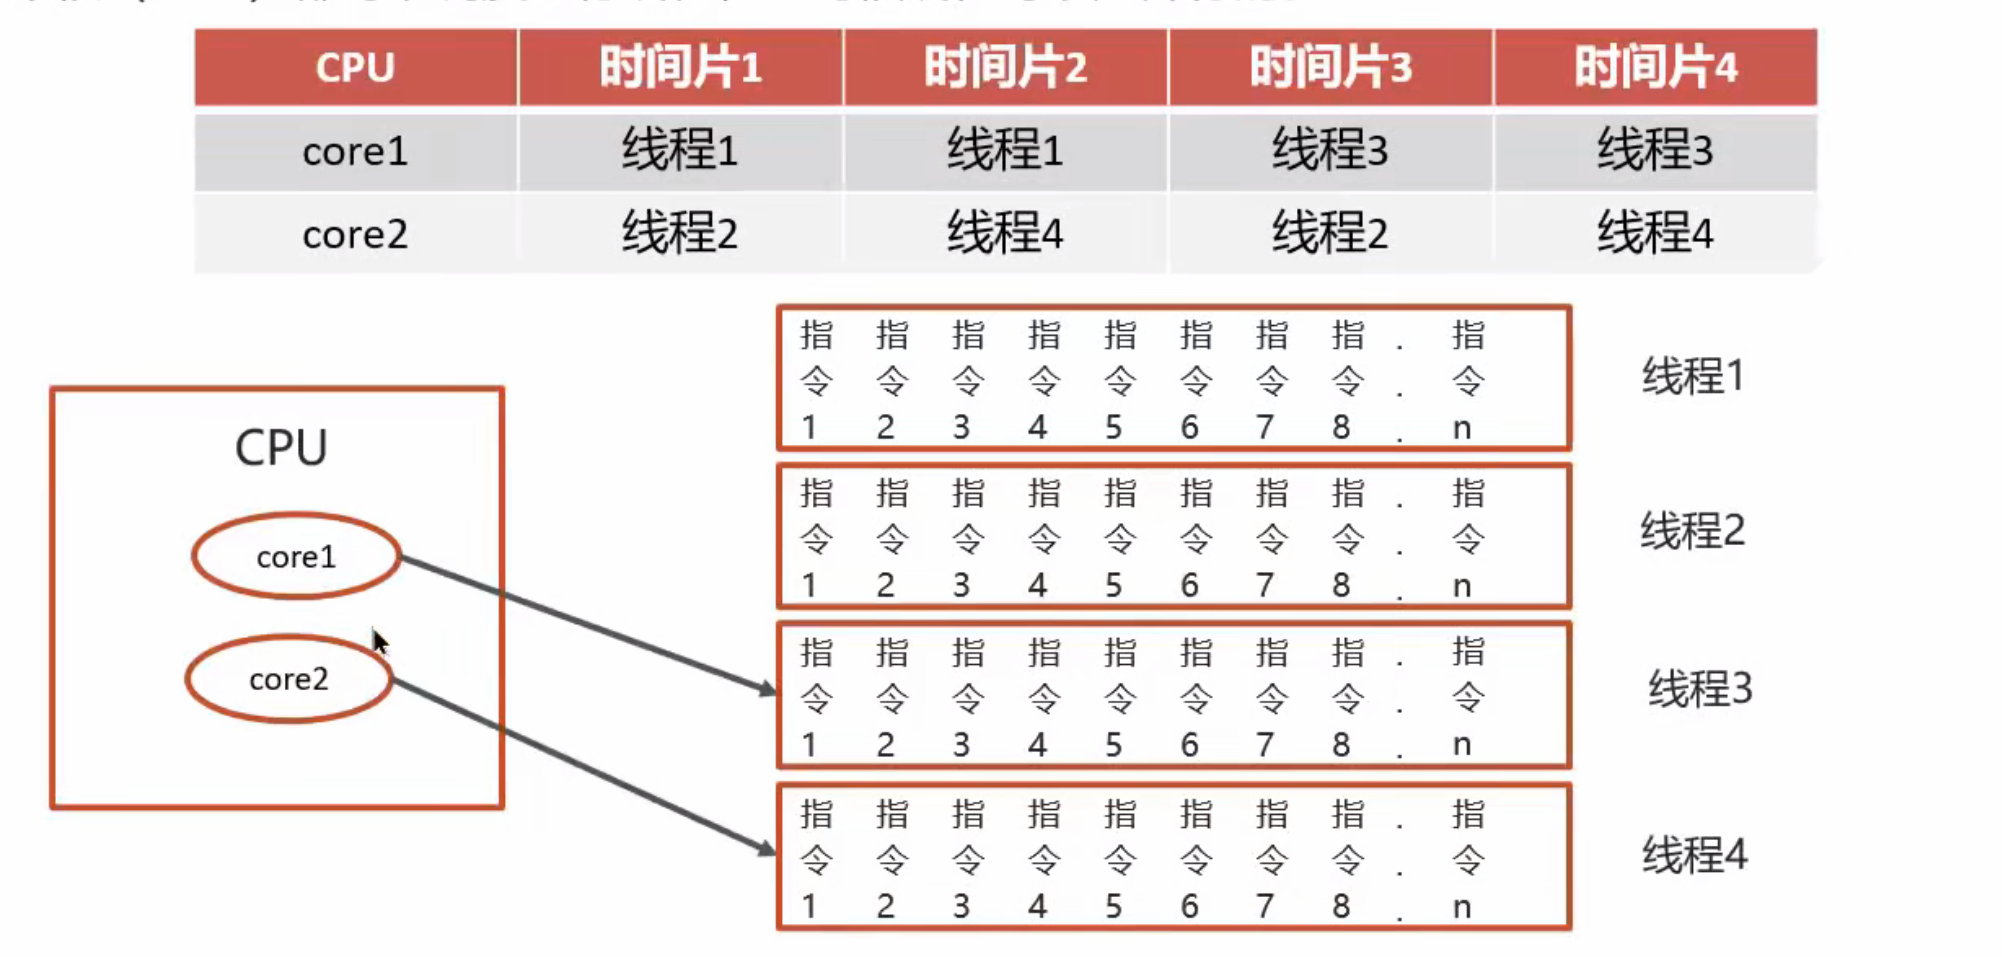 CPU 时间片1 时间片2 时间片3 时间片4
core1 线程1 线程1 线程3 线程3
core2 线程2 线程4 线程2 线程4
CPU
core1
core2
指 指 指 指 指 指 指 指 . 指
令 令 令 令 令 令 令 令 . 令
1 2 3 4 5 6 7 8 . n
线程1
指 指 指 指 指 指 指 指 . 指
令 令 令 令 令 令 令 令 . 令
1 2 3 4 5 6 7 8 . n
线程2
指 指 指 指 指 指 指 指 . 指
令 令 令 令 令 令 令 令 . 令
1 2 3 4 5 6 7 8 . n
线程3
指 指 指 指 指 指 指 指 . 指
令 令 令 令 令 令 令 令 . 令
1 2 3 4 5 6 7 8 . n
线程4